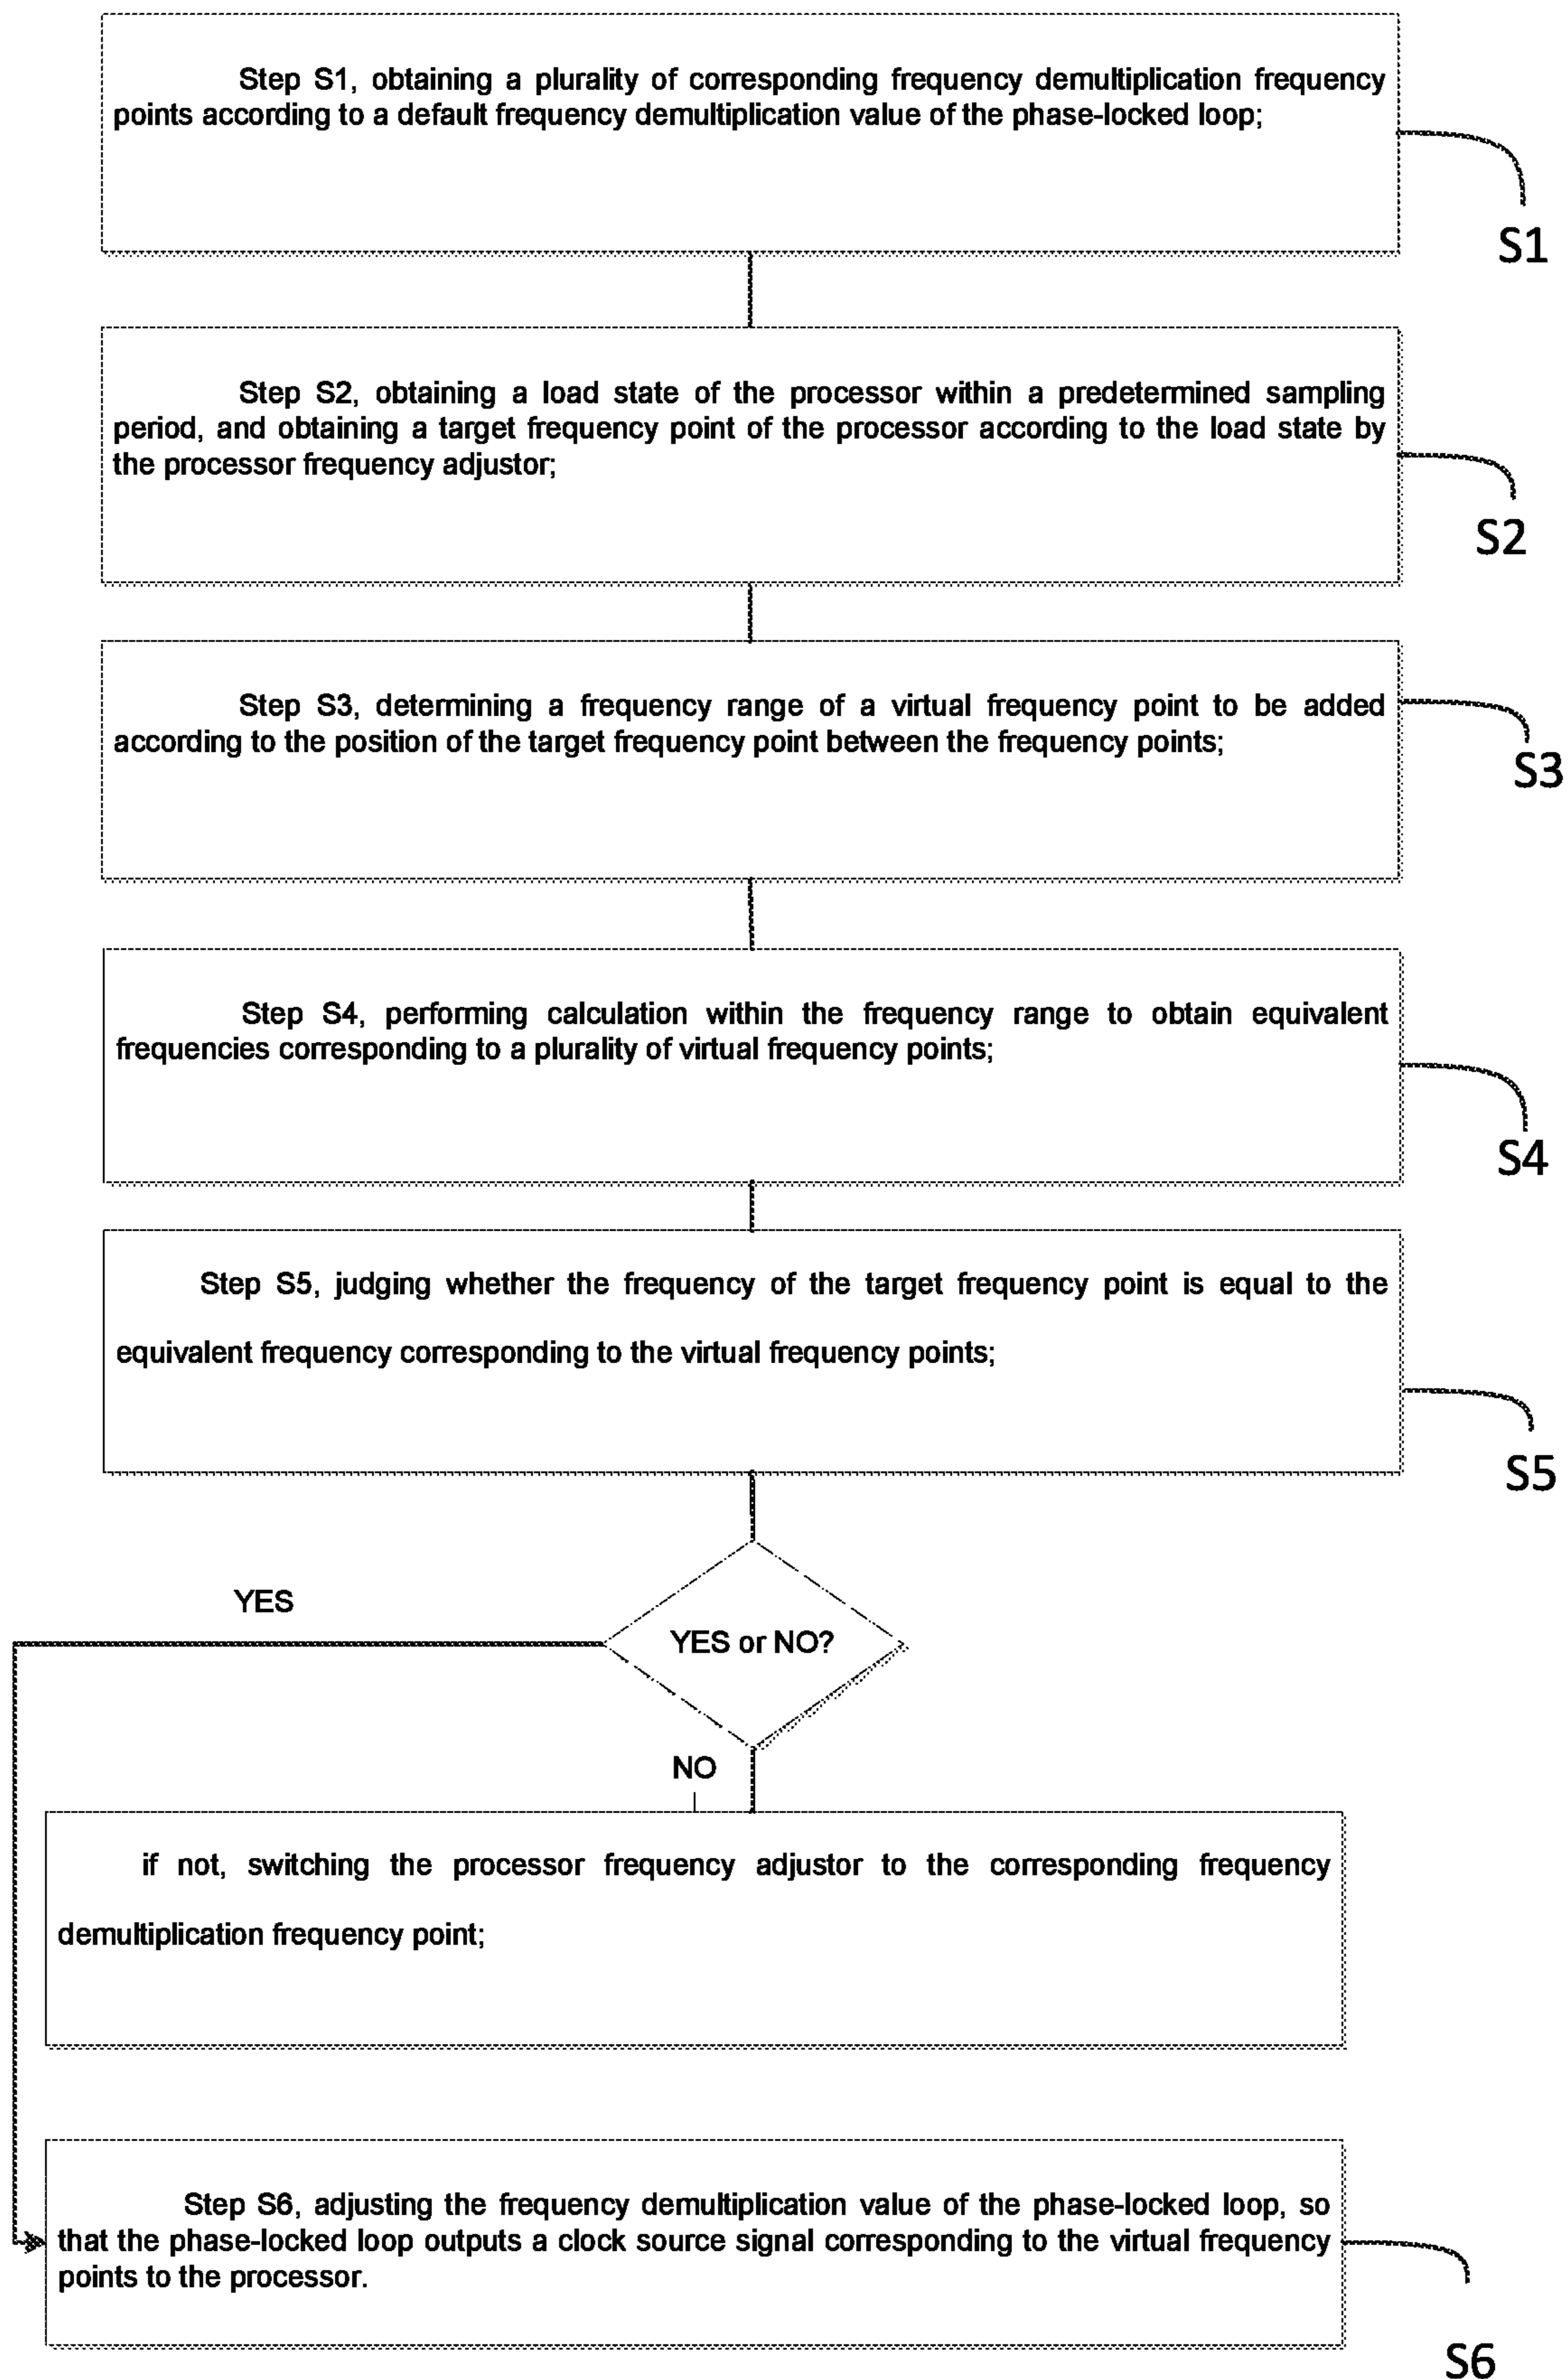 Step S1, obtaining a plurality of corresponding frequency demultiplication frequency
points according to a default frequency demultiplication value of the phase-locked loop;
S1
Step S2, obtaining a load state of the processor within a predetermined sampling
period, and obtaining a target frequency point of the processor according to the load state by
the processor frequency adjustor;
S2
Step S3, determining a frequency range of a virtual frequency point to be added
according to the position of the target frequency point between the frequency points;
S3
Step S4, performing calculation within the frequency range to obtain equivalent
frequencies corresponding to a plurality of virtual frequency points;
S4
Step S5, judging whether the frequency of the target frequency point is equal to the
equivalent frequency corresponding to the virtual frequency points;
S5
YES
YES or NO?
NO
if not, switching the processor frequency adjustor to the corresponding frequency
demultiplication frequency point;
Step S6, adjusting the frequency demultiplication value of the phase-locked loop, so
that the phase-locked loop outputs a clock source signal corresponding to the virtual frequency
points to the processor.
S6